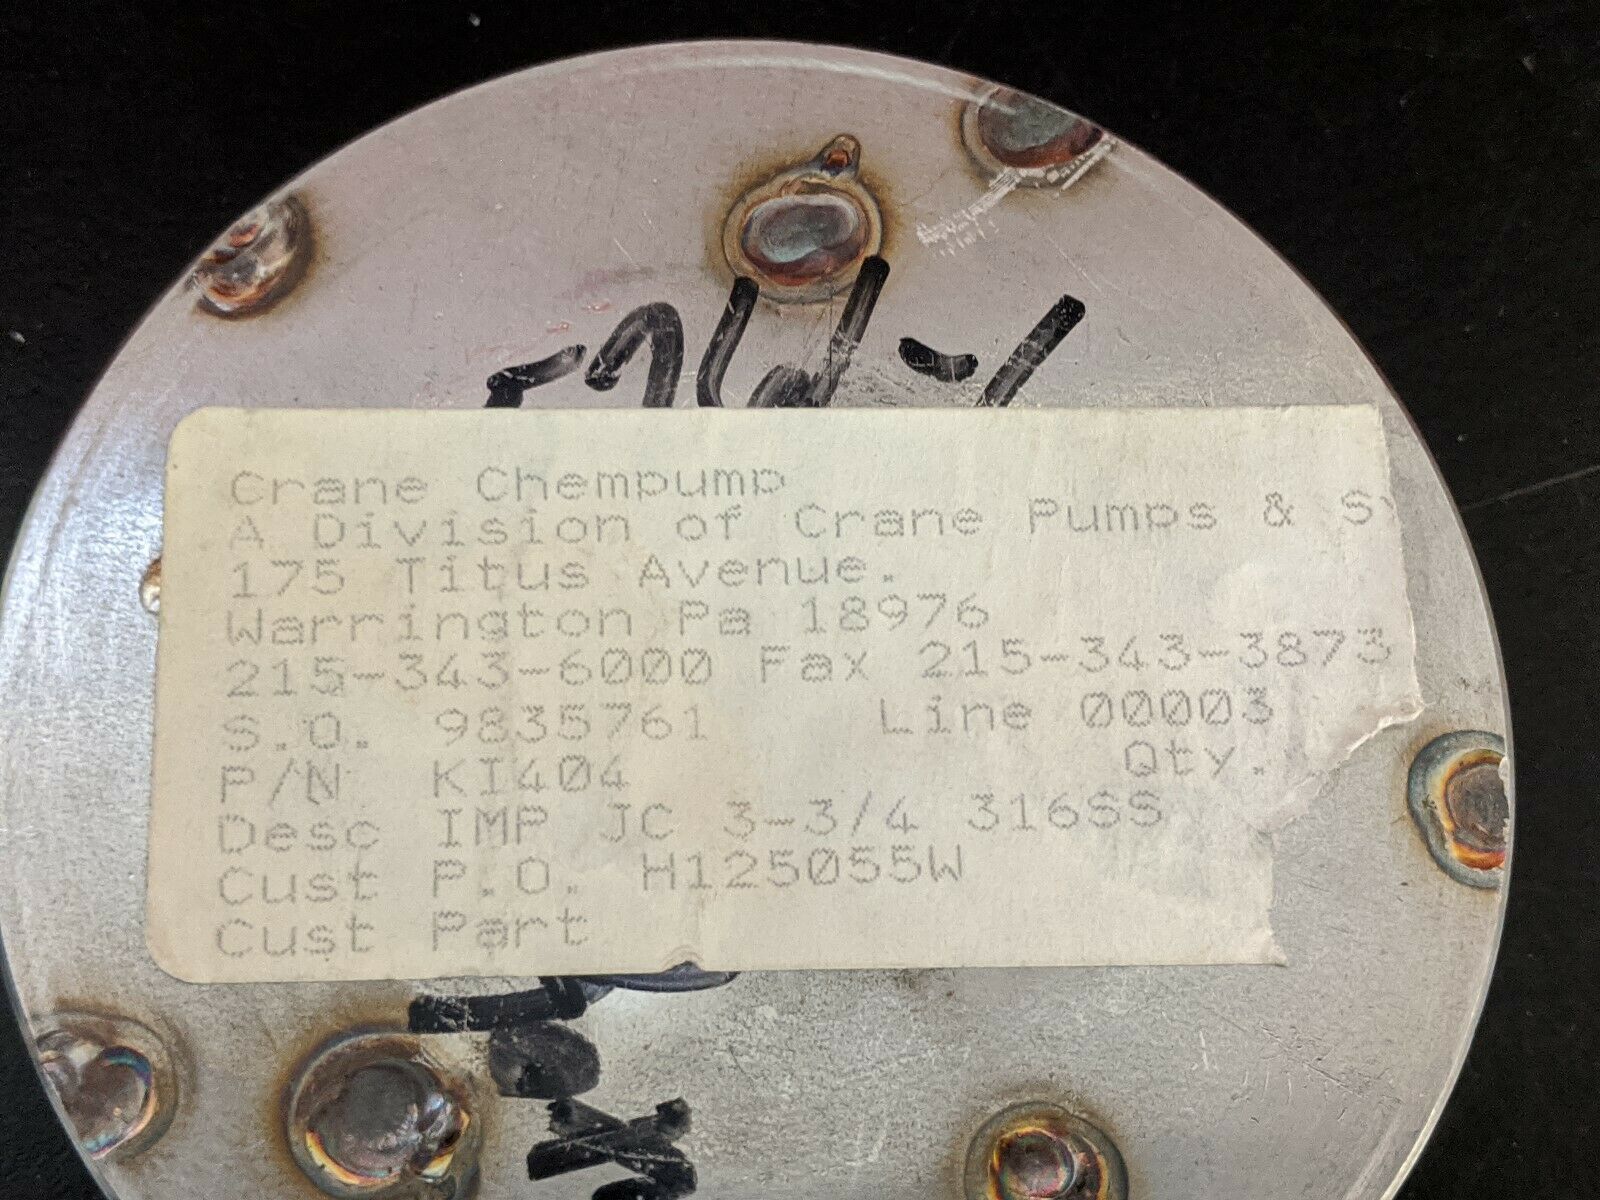 Crane Chempump
A Division of Crane Pumps & S
175 Titus Avenue.
Warrington Pa 18976
215-343-6000 Fax 215-343-3873
S.O. 9835761 Line 00003
P/N KI404 Qty.
Desc IMP JC 3-3/4 316SS
Cust P.O. H125055W
Cust Part